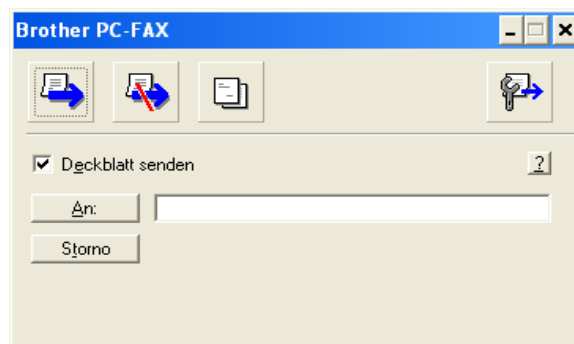 Brother PC-FAX
Deckblatt senden
?
An:
Storno